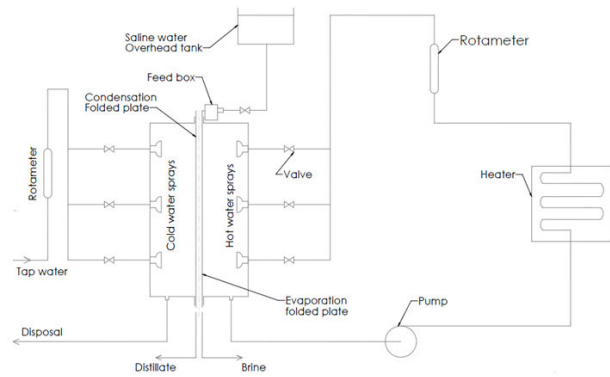 Saline water
Overhead tank
Rotameter
Feed box
Condensation
Folded plate
Rotameter
Cold water sprays
Hot water sprays
Valve
Heater
Tap water
Evaporation
folded plate
Pump
Disposal
Distillate
Brine